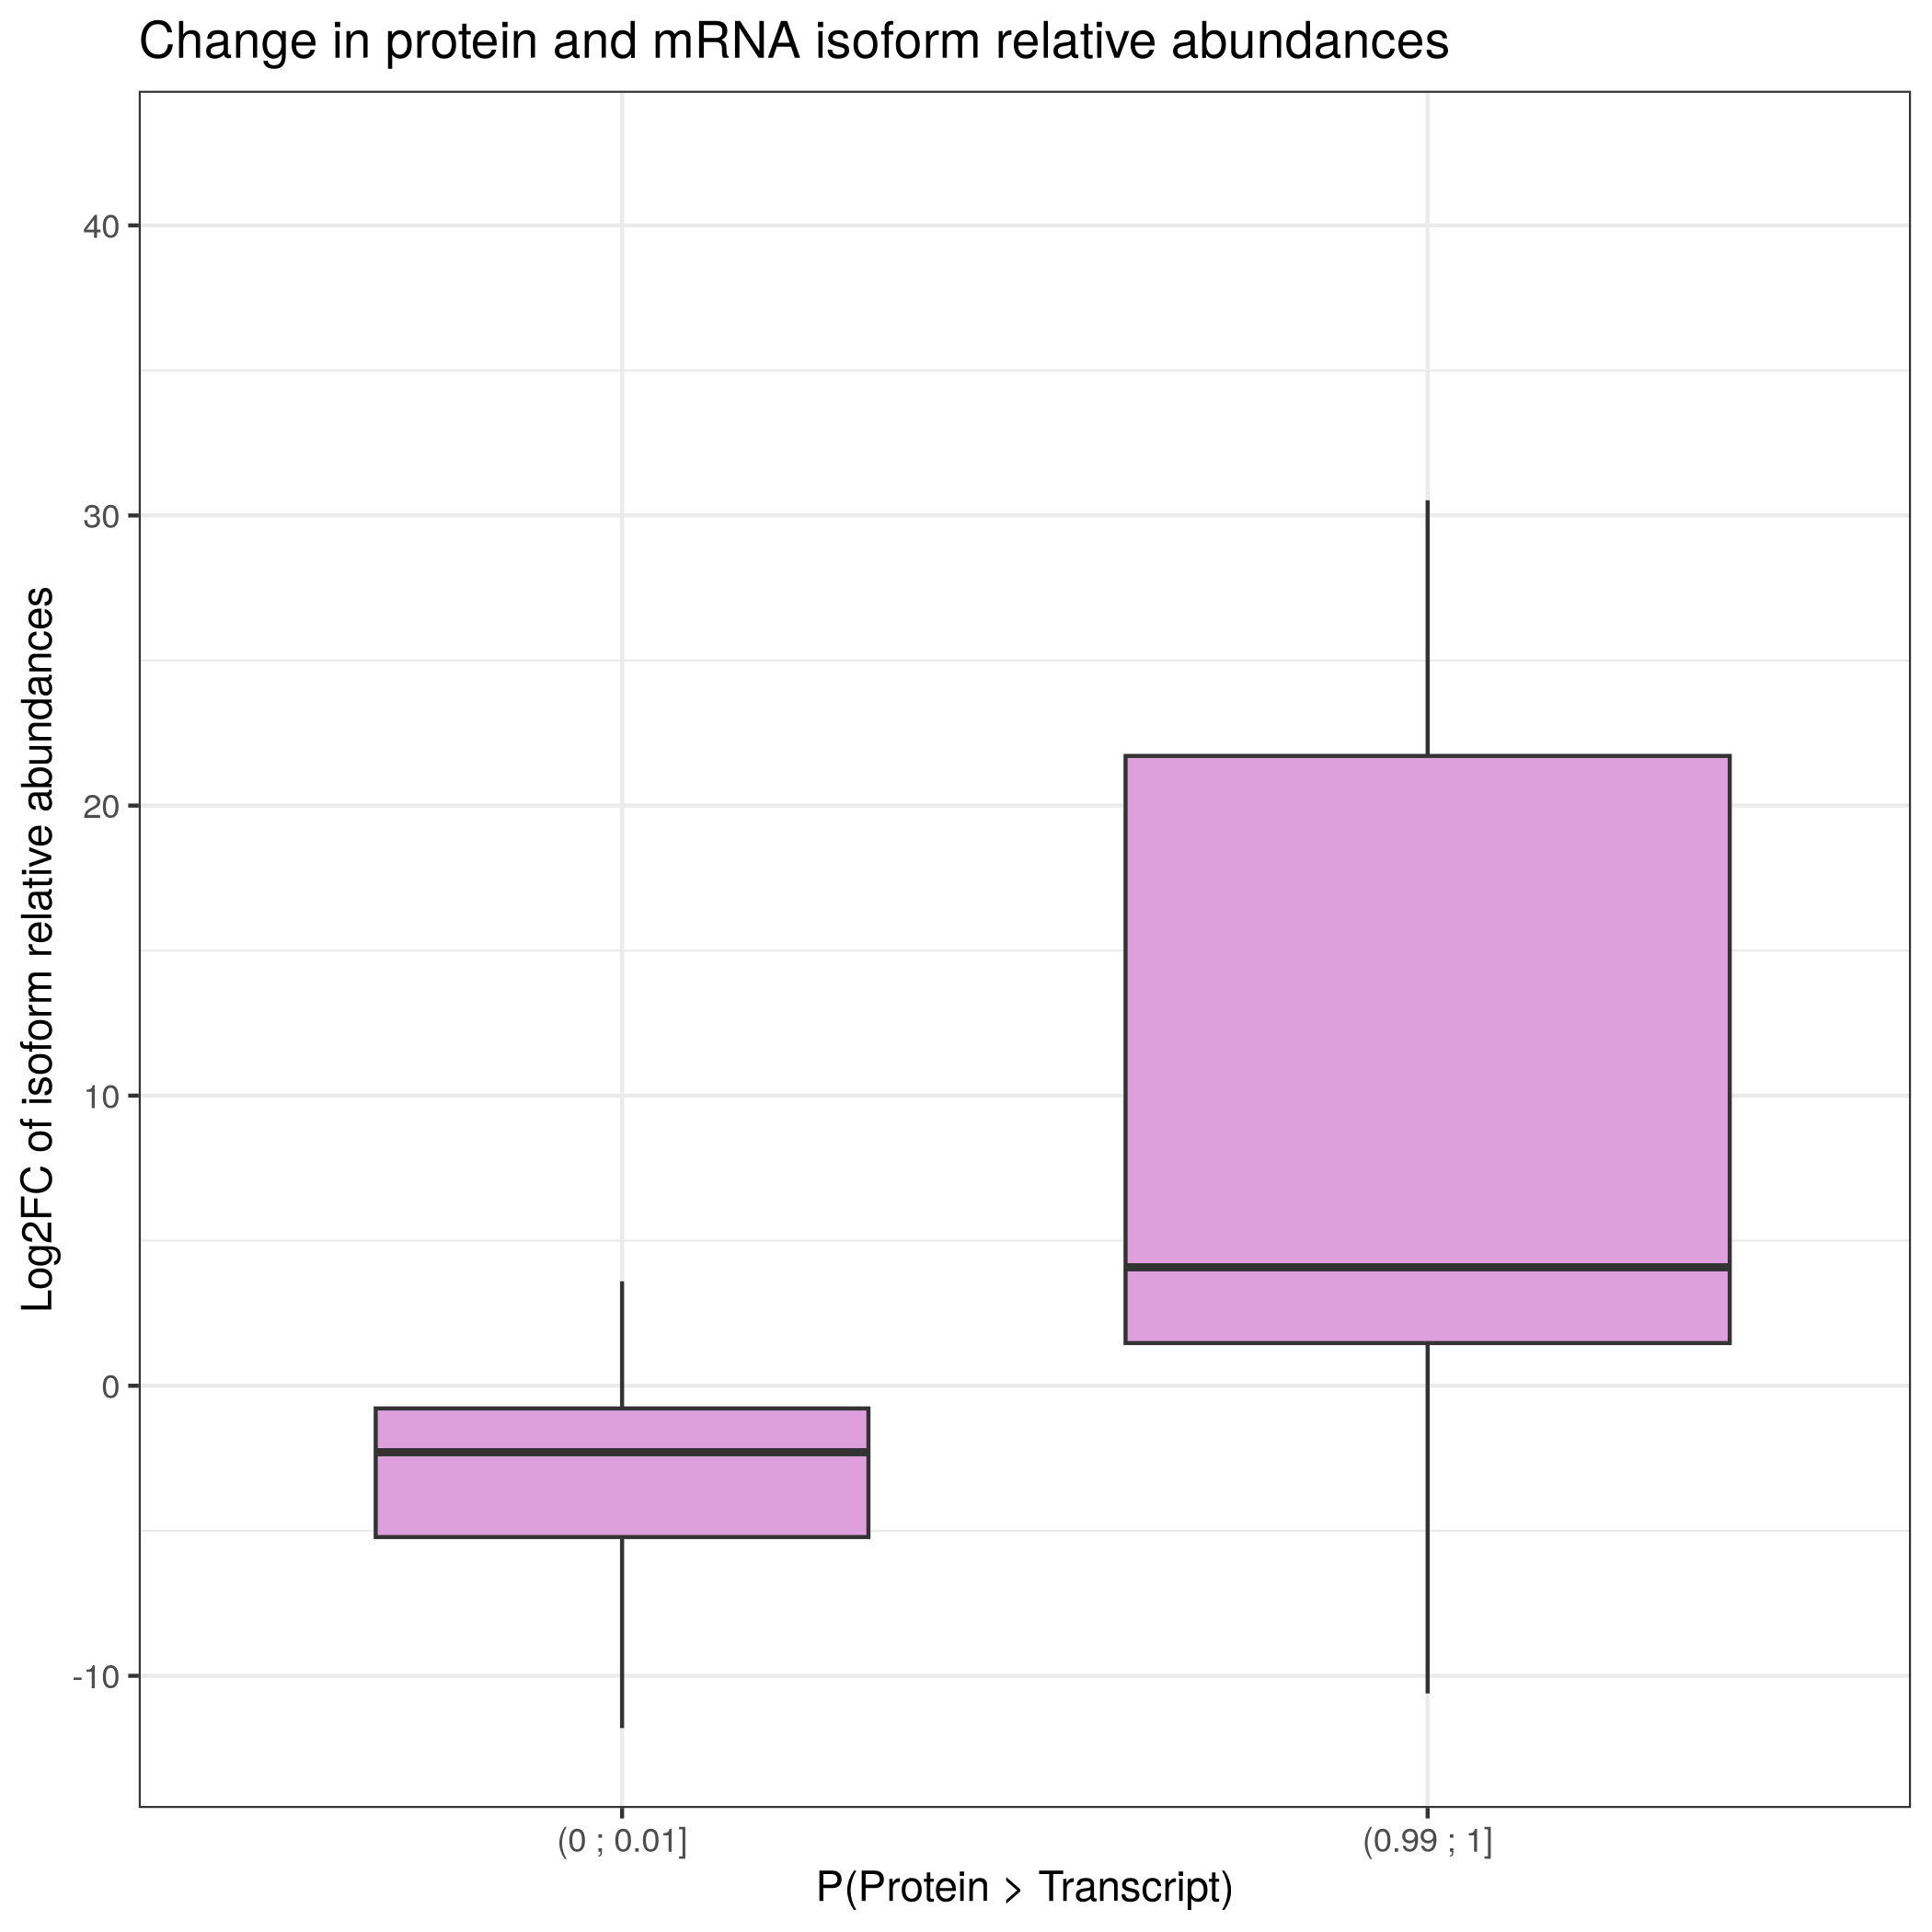 Change in protein and mRNA isoform relative abundances
Log2FC of isoform relative abundances
40
30
20
10
0
-10
(0 ; 0.01]
(0.99 ; 1]
P(Protein > Transcript)